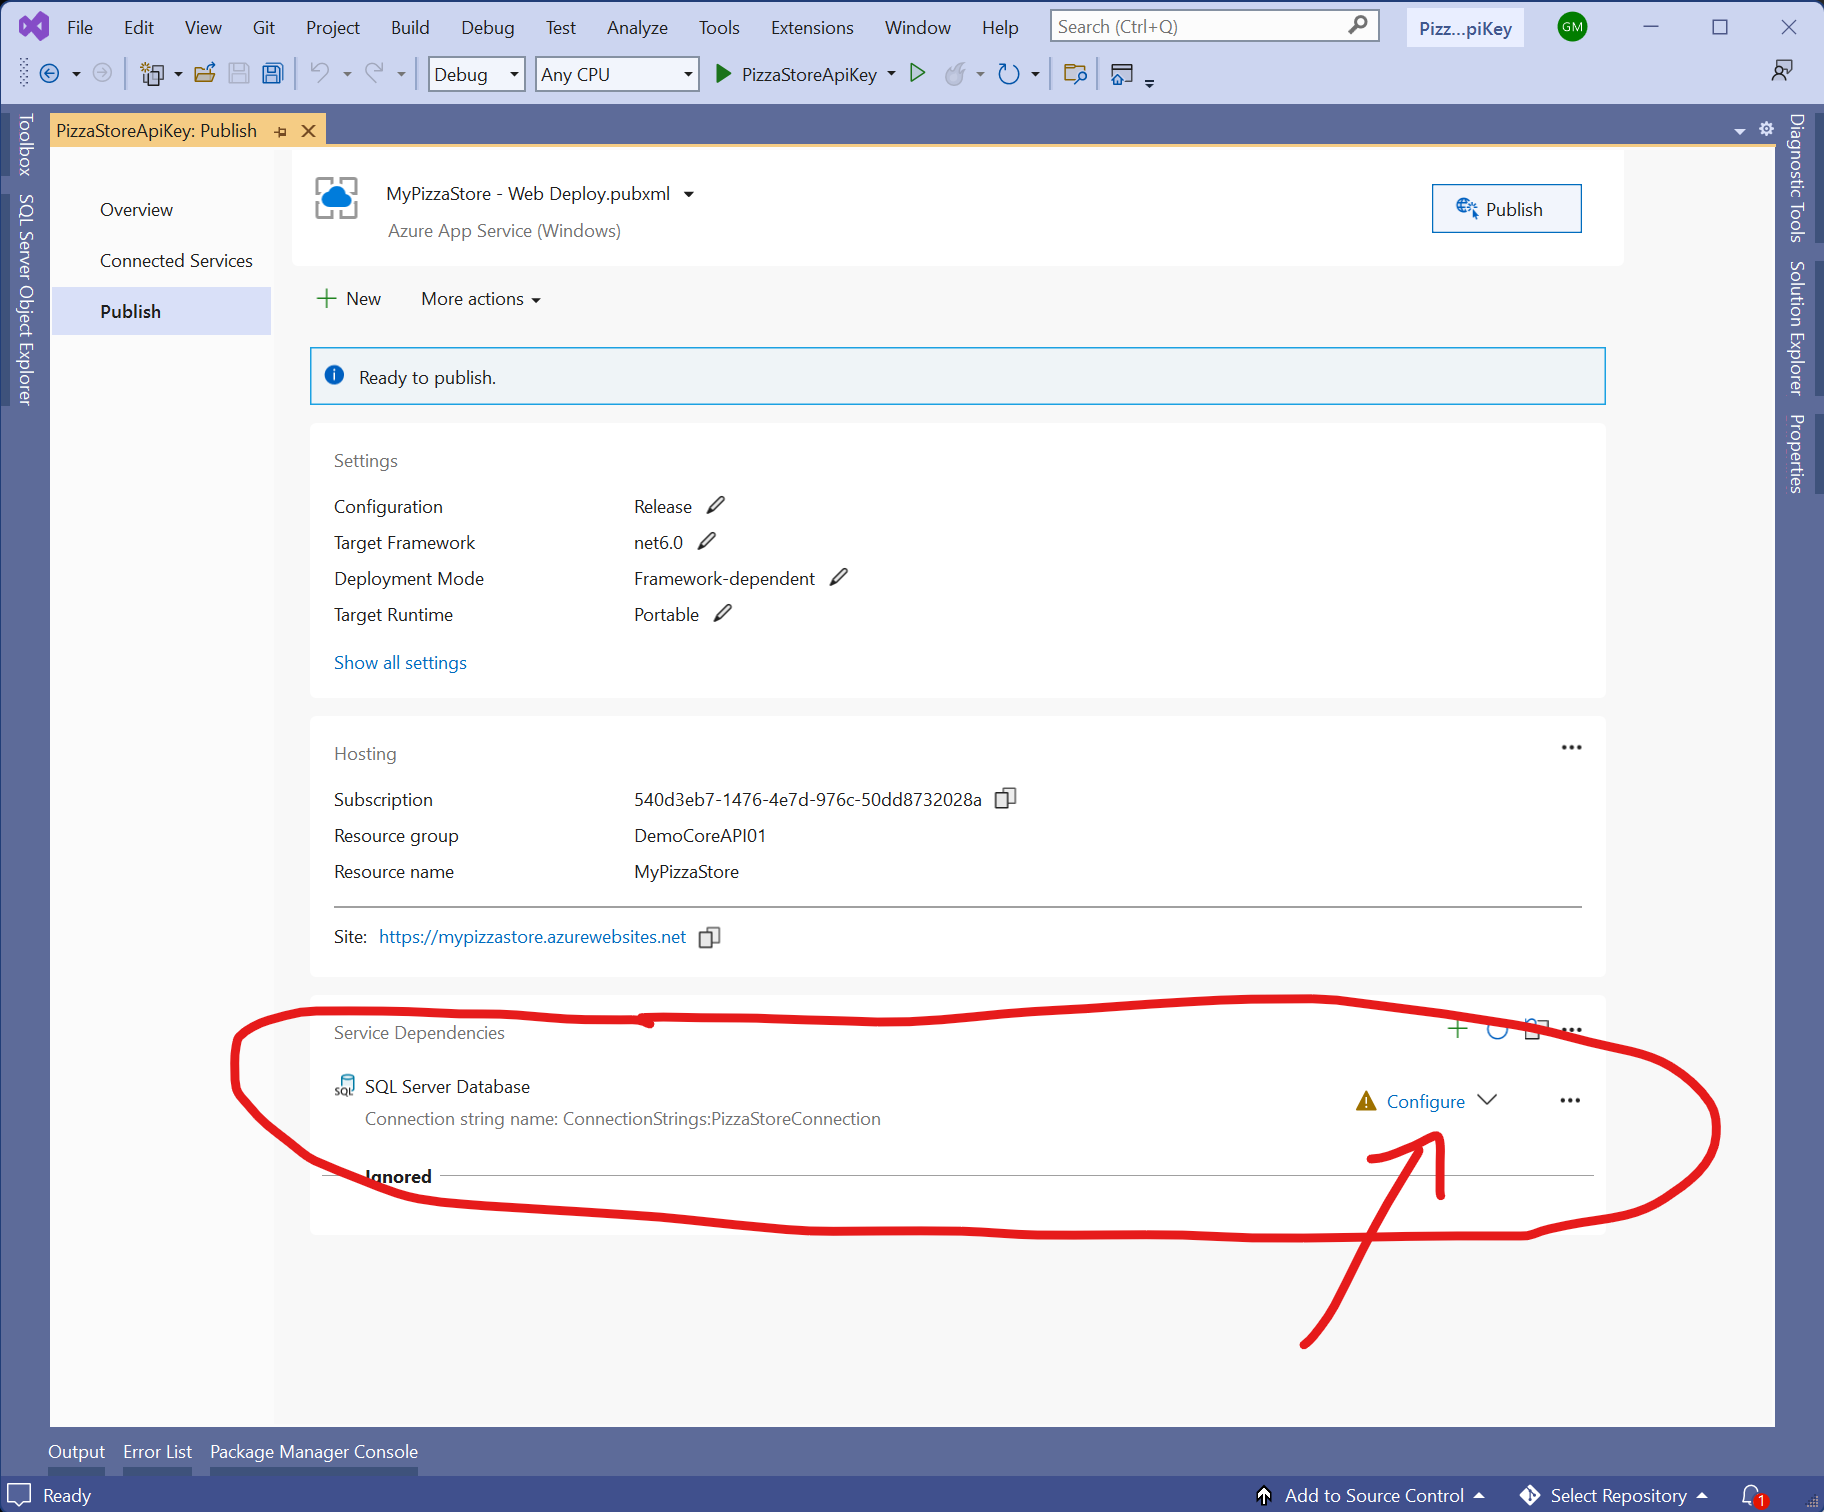 File Edit View Git Project Build Debug Test Analyze Tools Extensions Window Help Search (Ctrl+Q) Pizz...piKey GM
Debug Any CPU PizzaStoreApiKey
Toolbox
SQL Server Object Explorer
PizzaStoreApiKey: Publish
Overview
Connected Services
Publish
MyPizzaStore - Web Deploy.pubxml
Azure App Service (Windows)
Publish
New More actions
Ready to publish.
Settings
Configuration Release
Target Framework net6.0
Deployment Mode Framework-dependent
Target Runtime Portable
Show all settings
Hosting
Subscription 540d3eb7-1476-4e7d-976c-50dd8732028a
Resource group DemoCoreAPI01
Resource name MyPizzaStore
Site: https://mypizzastore.azurewebsites.net
Service Dependencies
SQL SQL Server Database
Connection string name: ConnectionStrings:PizzaStoreConnection
Configure
Ignored
Diagnostic Tools
Solution Explorer
Properties
Output Error List Package Manager Console
Ready Add to Source Control Select Repository 1